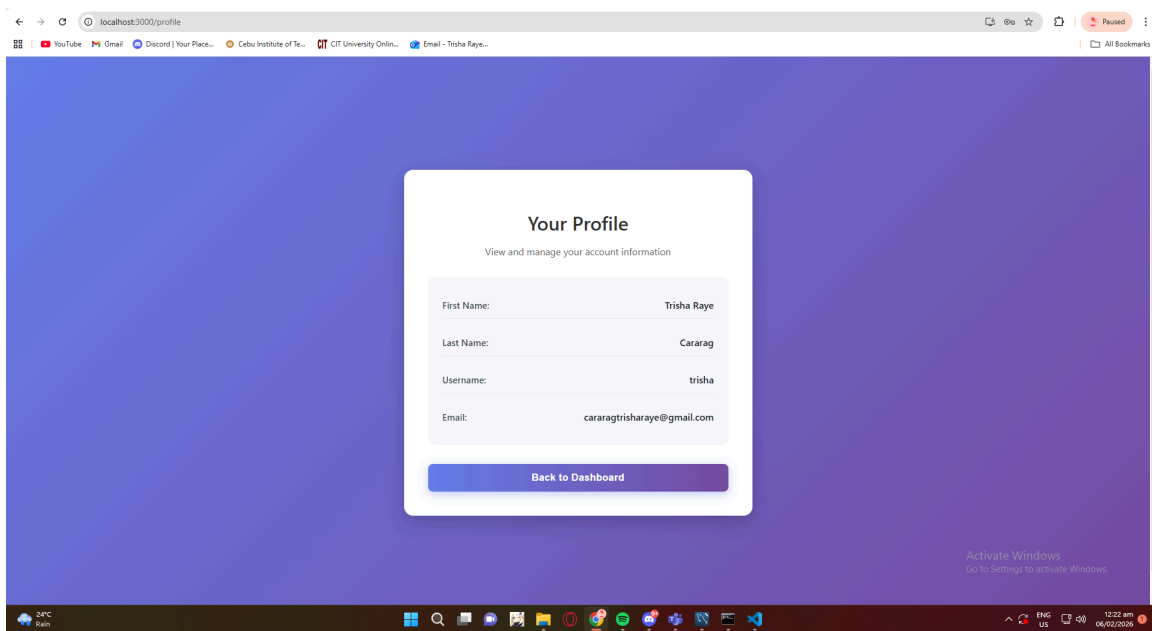 localhost:3000/profile
Paused
YouTube
Gmail
Discord | Your Place...
Cebu Institute of Te...
CIT University Onlin...
Email - Trisha Raye...
All Bookmarks
Your Profile
View and manage your account information
First Name: Trisha Raye
Last Name: Cararag
Username: trisha
Email: cararagtrisharaye@gmail.com
Back to Dashboard
Activate Windows
Go to Settings to activate Windows.
24°C
Rain
ENG
US
12:22 am
06/02/2026